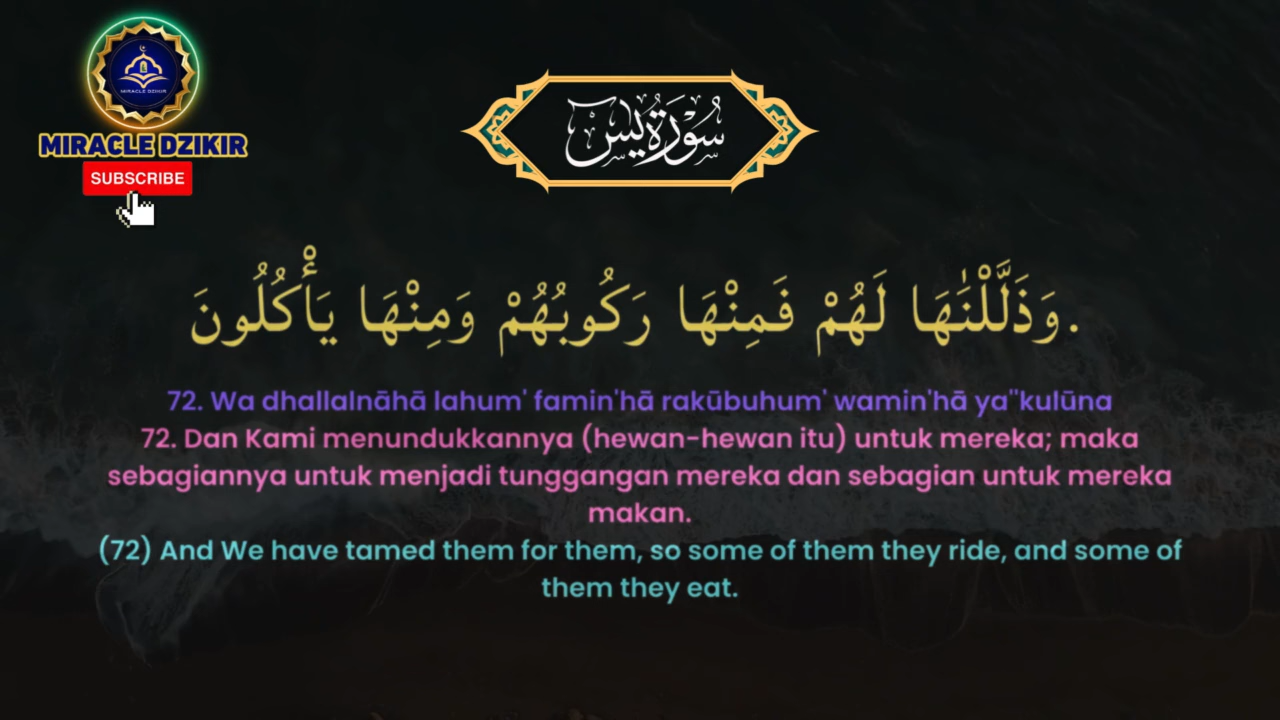 MIRACLE DZIKIR
MIRACLE DZIKIR
SUBSCRIBE
سُوْرَةُ يٰسٓ
وَذَلَّلْنَٰهَا لَهُمْ فَمِنْهَا رَكُوبُهُمْ وَمِنْهَا يَأْكُلُونَ.
72. Wa dhallalnāhā lahum' famin'hā rakūbuhum' wamin'hā ya"kulūna
72. Dan Kami menundukkannya (hewan-hewan itu) untuk mereka; maka
sebagiannya untuk menjadi tunggangan mereka dan sebagian untuk mereka
makan.
(72) And We have tamed them for them, so some of them they ride, and some of
them they eat.